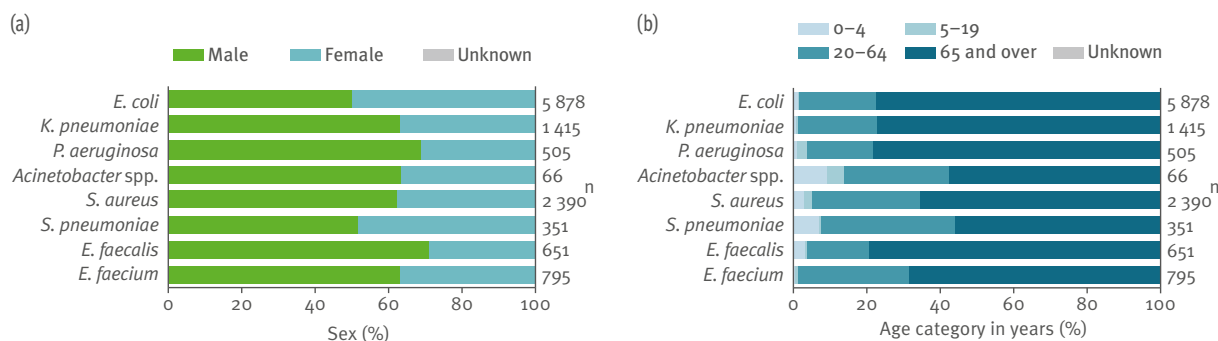 (a)
Male Female Unknown
E. coli 5 878
K. pneumoniae 1 415
P. aeruginosa 505
Acinetobacter spp. 66
n
S. aureus 2 390
S. pneumoniae 351
E. faecalis 651
E. faecium 795
0 20 40 60 80 100
Sex (%)
(b)
0–4 5–19
20–64 65 and over Unknown
E. coli 5 878
K. pneumoniae 1 415
P. aeruginosa 505
Acinetobacter spp. 66
S. aureus 2 390
S. pneumoniae 351
E. faecalis 651
E. faecium 795
n
0 20 40 60 80 100
Age category in years (%)